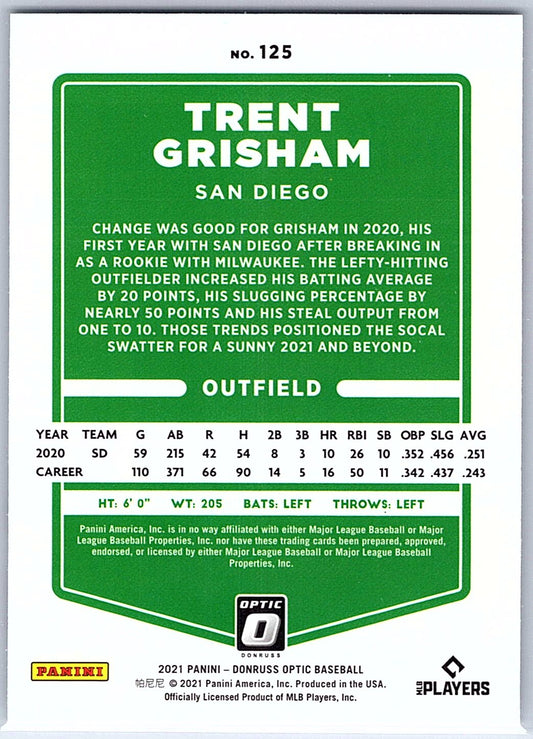 NO. 125
TRENT
GRISHAM
SAN DIEGO
CHANGE WAS GOOD FOR GRISHAM IN 2020, HIS
FIRST YEAR WITH SAN DIEGO AFTER BREAKING IN
AS A ROOKIE WITH MILWAUKEE. THE LEFTY-HITTING
OUTFIELDER INCREASED HIS BATTING AVERAGE
BY 20 POINTS, HIS SLUGGING PERCENTAGE BY
NEARLY 50 POINTS AND HIS STEAL OUTPUT FROM
ONE TO 10. THOSE TRENDS POSITIONED THE SOCAL
SWATTER FOR A SUNNY 2021 AND BEYOND.
OUTFIELD
YEAR TEAM G AB R H 2B 3B HR RBI SB OBP SLG AVG
2020 SD 59 215 42 54 8 3 10 26 10 .352 .456 .251
CAREER 110 371 66 90 14 5 16 50 11 .342 .437 .243
HT: 6' 0" WT: 205 BATS: LEFT THROWS: LEFT
Panini America, Inc. is in no way affiliated with either Major League Baseball or Major
League Baseball Properties, Inc. nor have these trading cards been prepared, approved,
endorsed, or licensed by either Major League Baseball or Major League Baseball
Properties, Inc.
OPTIC
O
DONRUSS
PANINI
2021 PANINI – DONRUSS OPTIC BASEBALL
帕尼尼 © 2021 Panini America, Inc. Produced in the USA.
Officially Licensed Product of MLB Players, Inc.
MLB PLAYERS